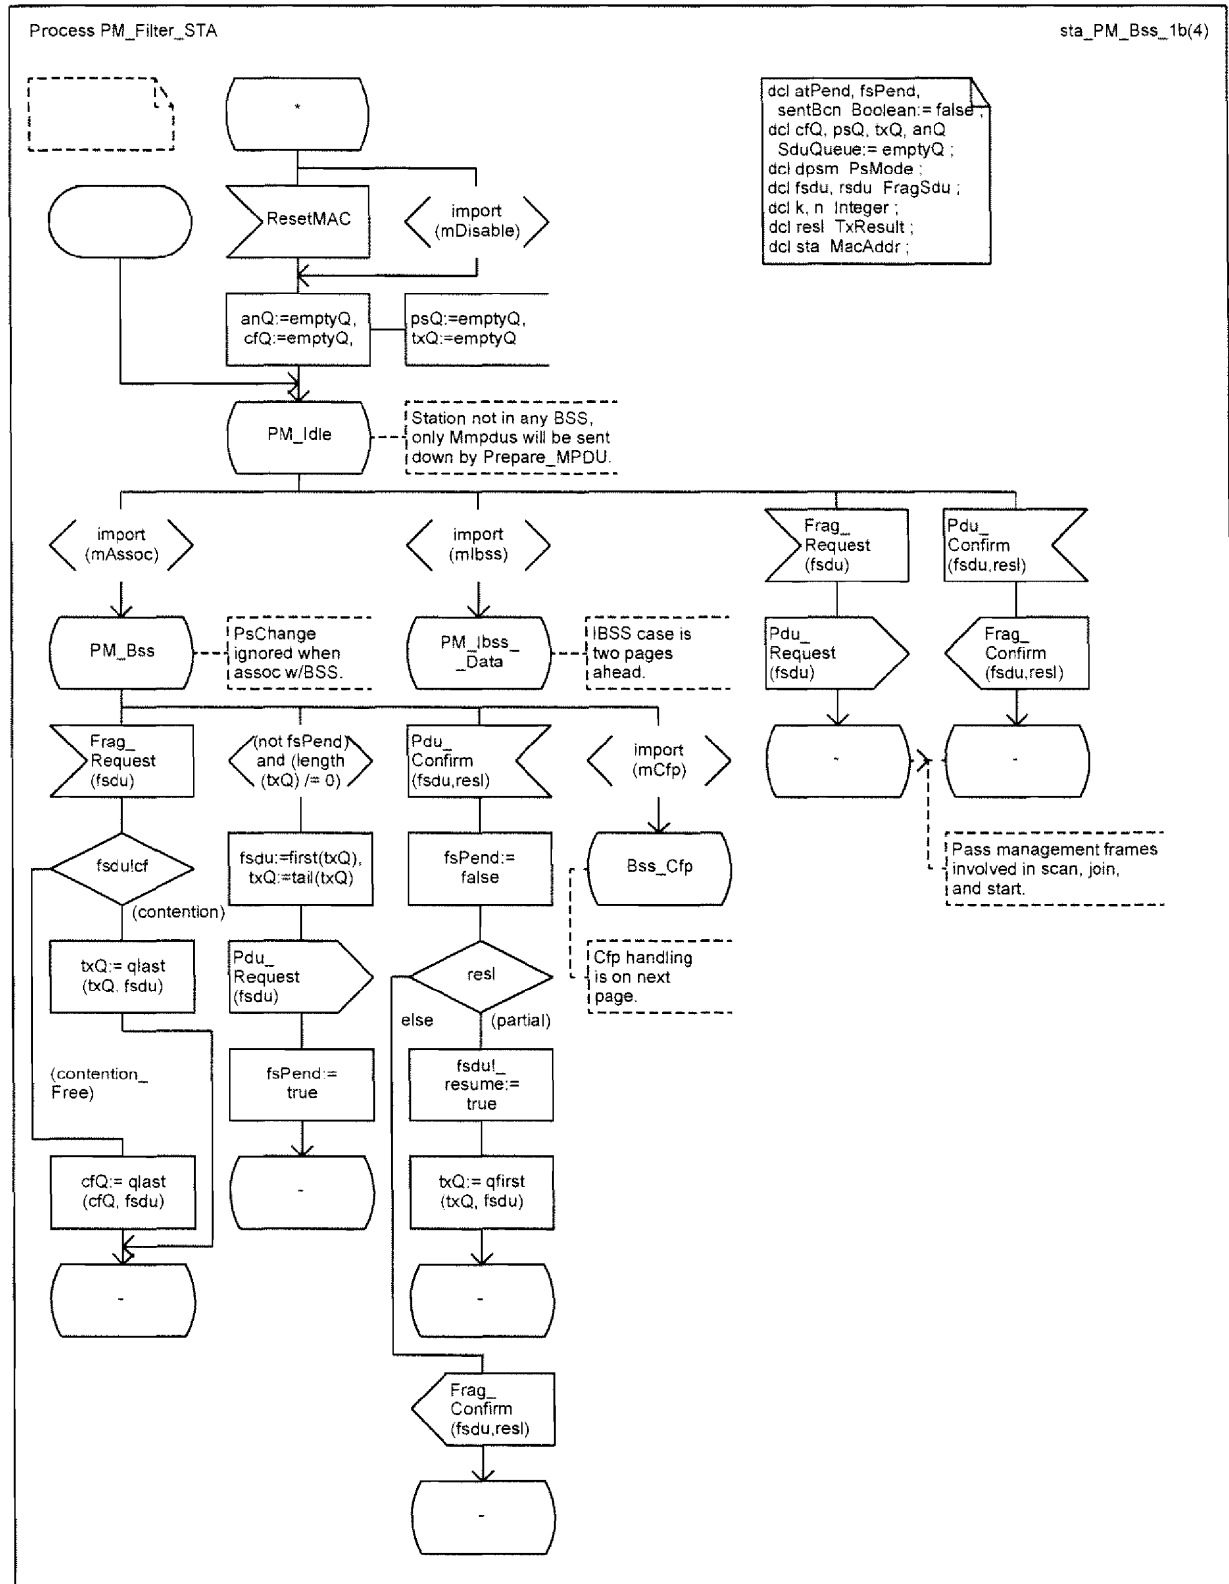 Process PM_Filter_STA
sta_PM_Bss_1b(4)
*
dcl atPend, fsPend,
sentBcn Boolean:= false ;
dcl cfQ, psQ, txQ, anQ
SduQueue:= emptyQ ;
dcl dpsm PsMode ;
dcl fsdu, rsdu FragSdu ;
dcl k, n Integer ;
dcl resl TxResult ;
dcl sta MacAddr ;
ResetMAC
import
(mDisable)
anQ:=emptyQ,
cfQ:=emptyQ,
psQ:=emptyQ,
txQ:=emptyQ
PM_Idle
Station not in any BSS,
only Mmpdus will be sent
down by Prepare_MPDU.
import
(mAssoc)
import
(mIbss)
Frag_
Request
(fsdu)
Pdu_
Confirm
(fsdu,resl)
PM_Bss
PsChange
ignored when
assoc w/BSS.
PM_Ibss_
_Data
IBSS case is
two pages
ahead.
Pdu_
Request
(fsdu)
Frag_
Confirm
(fsdu,resl)
Frag_
Request
(fsdu)
(not fsPend)
and (length
(txQ) /= 0)
Pdu_
Confirm
(fsdu,resl)
import
(mCfp)
-
-
fsdu!cf
(contention)
fsdu:=first(txQ),
txQ:=tail(txQ)
fsPend:=
false
Bss_Cfp
Pass management frames
involved in scan, join,
and start.
txQ:= qlast
(txQ. fsdu)
Pdu_
Request
(fsdu)
resl
Cfp handling
is on next
page.
else
(partial)
(contention_
Free)
fsPend:=
true
fsdu!_
resume:=
true
cfQ:= qlast
(cfQ, fsdu)
-
txQ:= qfirst
(txQ, fsdu)
-
-
Frag_
Confirm
(fsdu,resl)
-